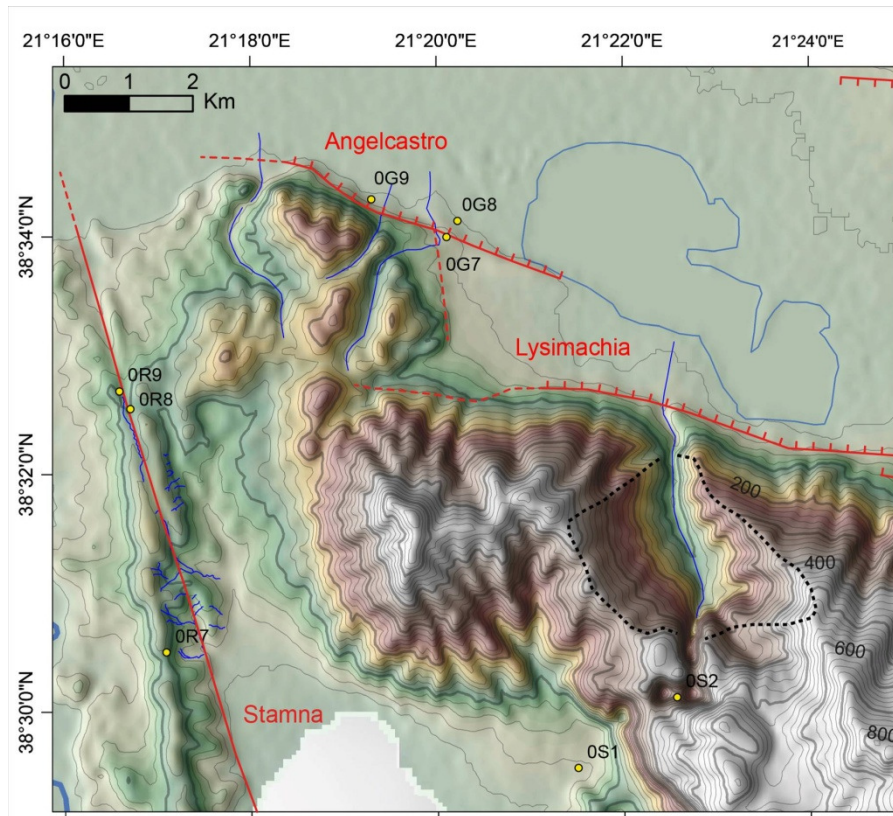 21°16'0"E 21°18'0"E 21°20'0"E 21°22'0"E 21°24'0"E
0 1 2
Km
Angelcastro
0G9
0G8
38°34'0"N
0G7
Lysimachia
0R9
0R8
38°32'0"N
200
400
0R7
600
0S2
38°30'0"N
Stamna
800
0S1